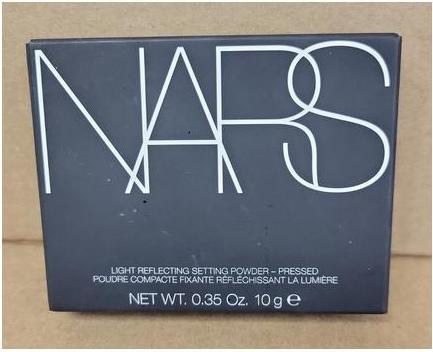 NARS
LIGHT REFLECTING SETTING POWDER – PRESSED
POUDRE COMPACTE FIXANTE RÉFLÉCHISSANT LA LUMIÈRE
NET WT. 0.35 Oz. 10 g ℮